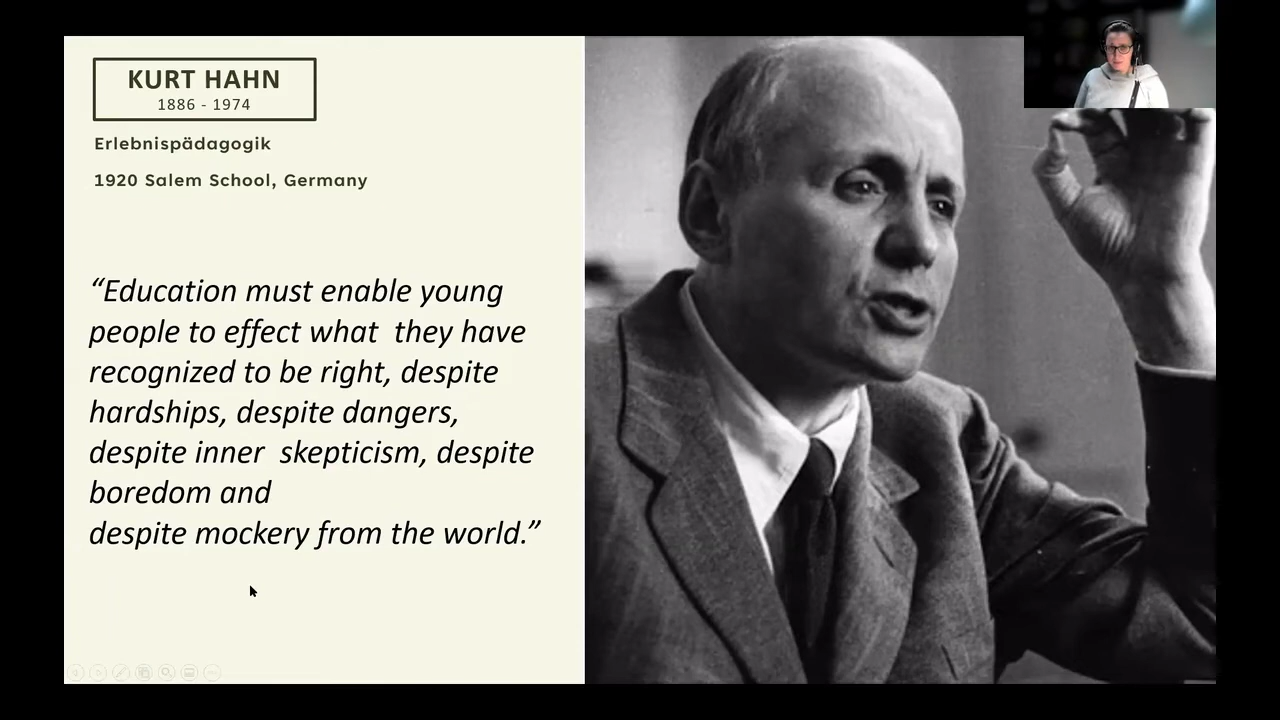 KURT HAHN
1886 - 1974
Erlebnispädagogik
1920 Salem School, Germany
“Education must enable young
people to effect what  they have
recognized to be right, despite
hardships, despite dangers,
despite inner  skepticism, despite
boredom and
despite mockery from the world.”